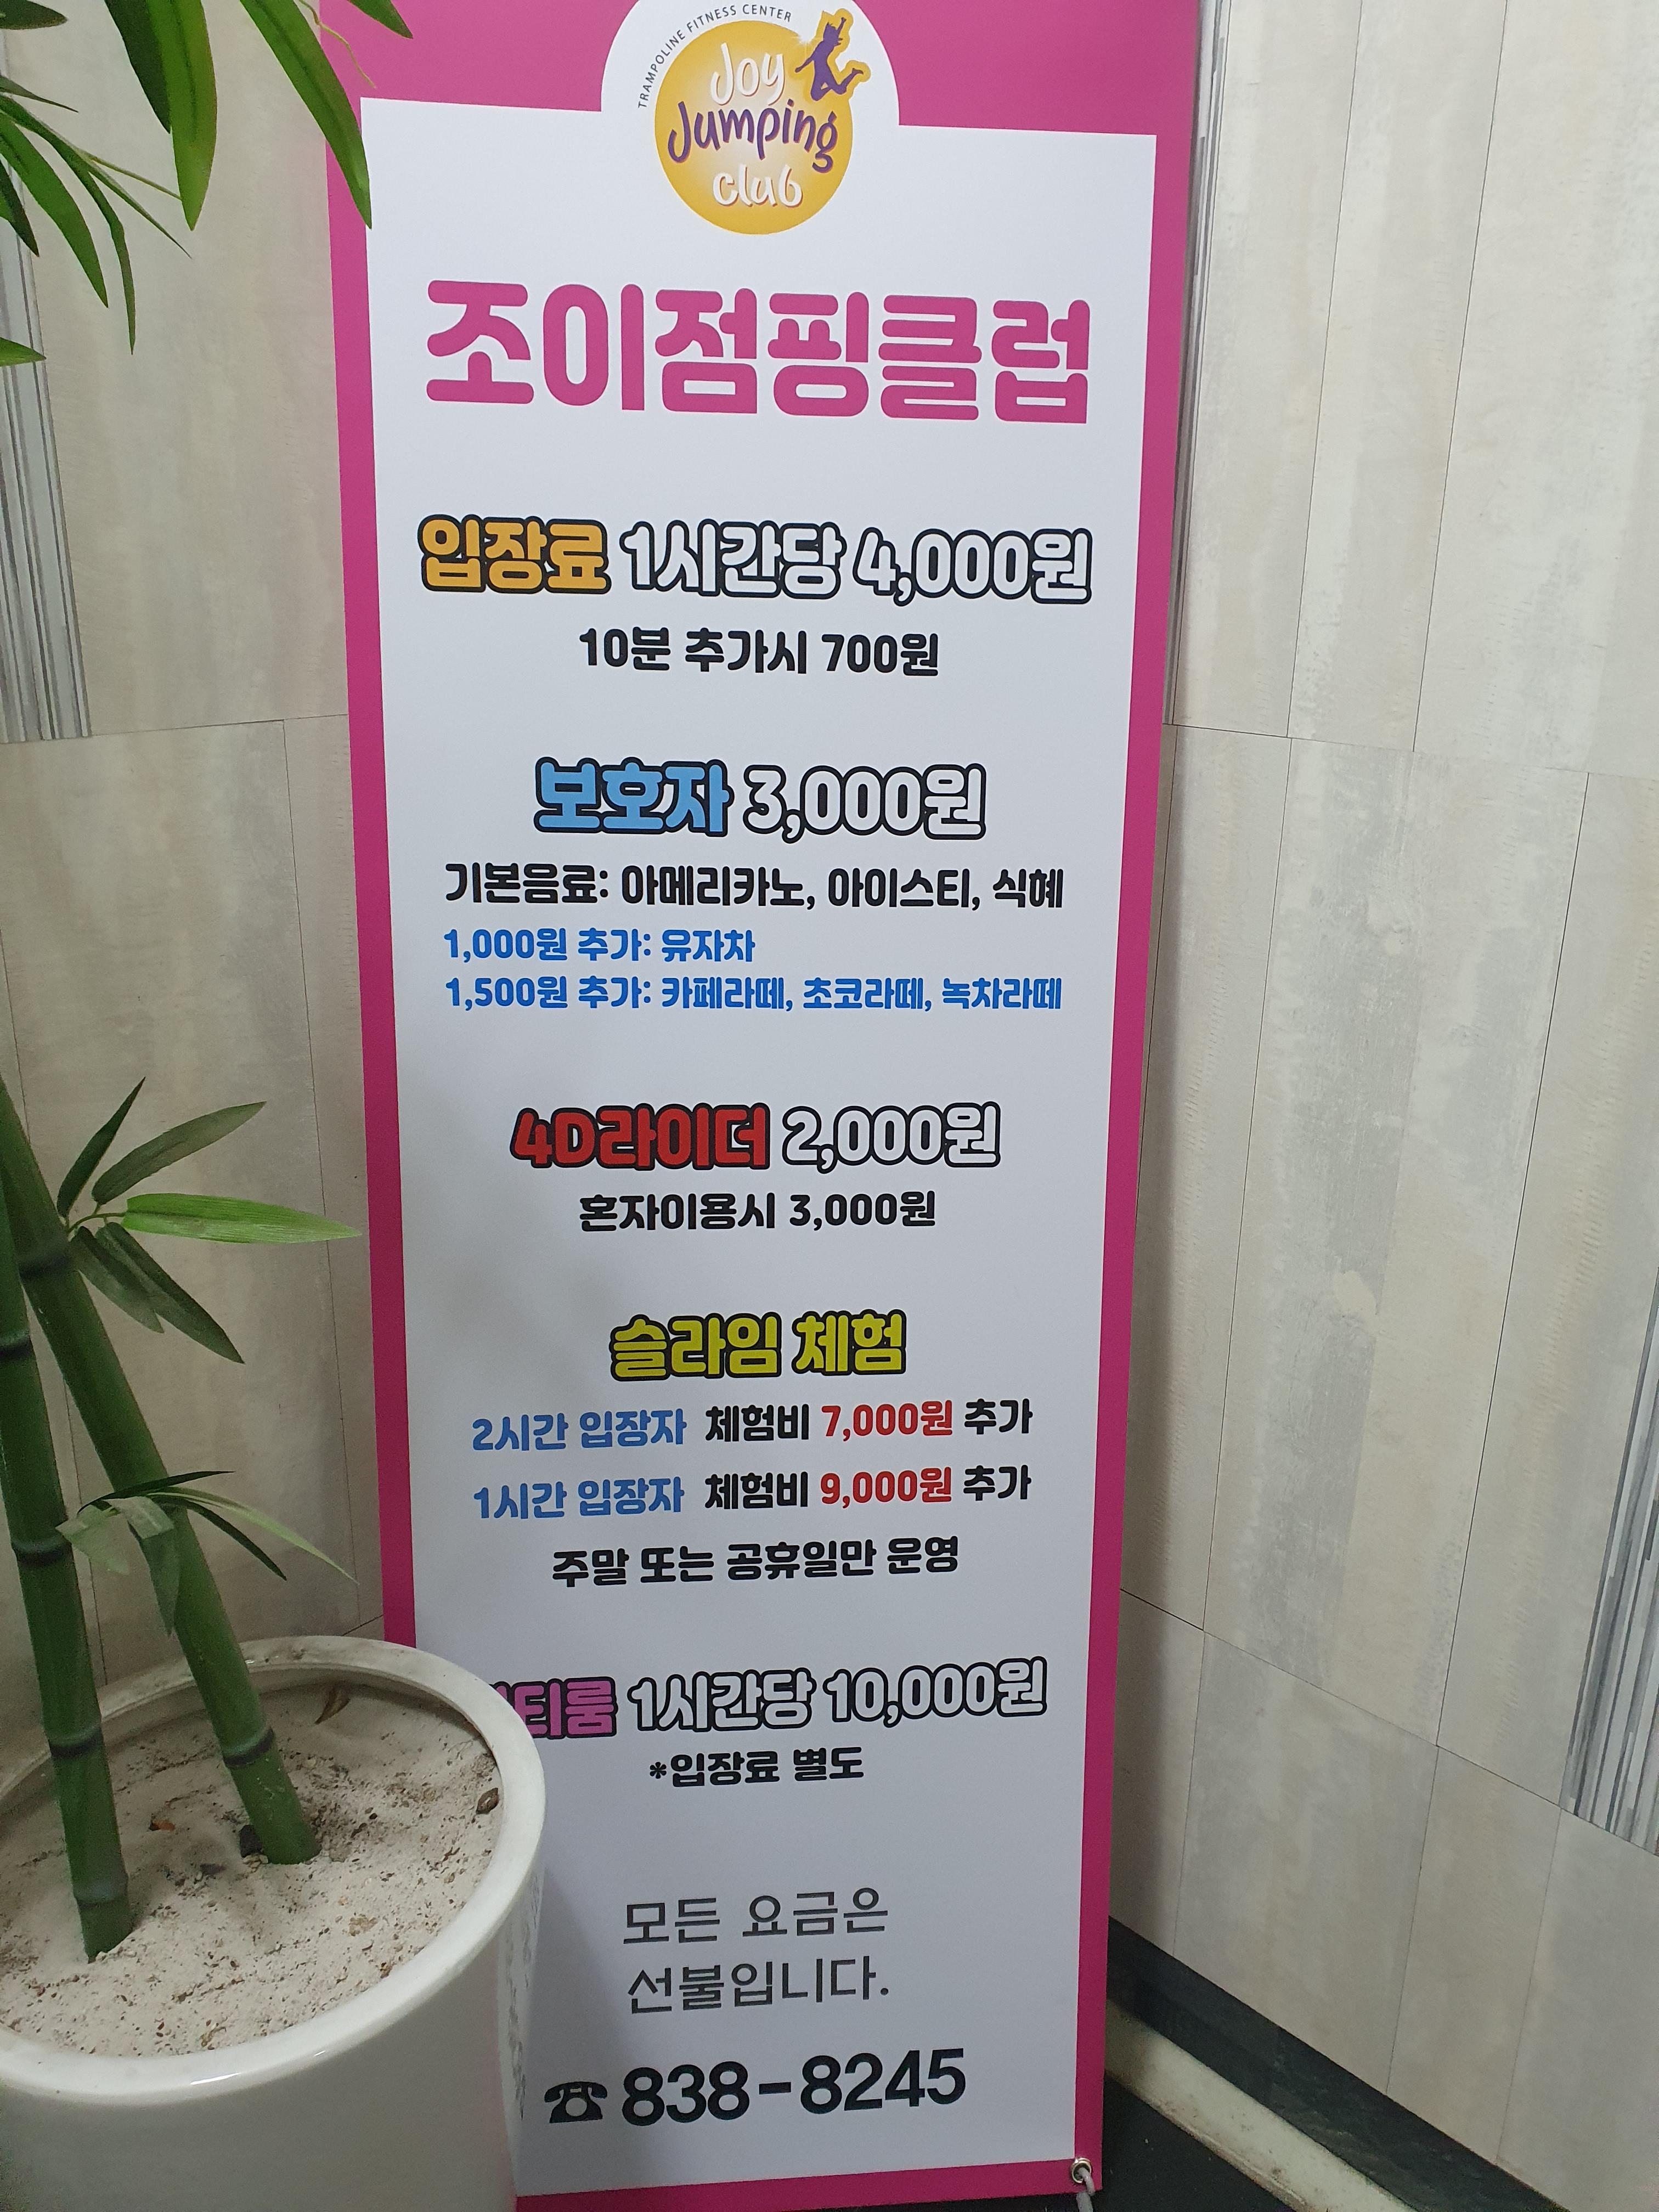 TRAMPOLINE FITNESS CENTER
Joy
Jumping
club
조이점핑클럽
입장료 1시간당 4,000원
10분 추가시 700원
보호자 3,000원
기본음료: 아메리카노, 아이스티, 식혜
1,000원 추가: 유자차
1,500원 추가: 카페라떼, 초코라떼, 녹차라떼
4D라이더 2,000원
혼자이용시 3,000원
슬라임 체험
2시간 입장자 체험비 7,000원 추가
1시간 입장자 체험비 9,000원 추가
주말 또는 공휴일만 운영
티룸 1시간당 10,000원
*입장료 별도
모든 요금은
선불입니다.
☎838-8245